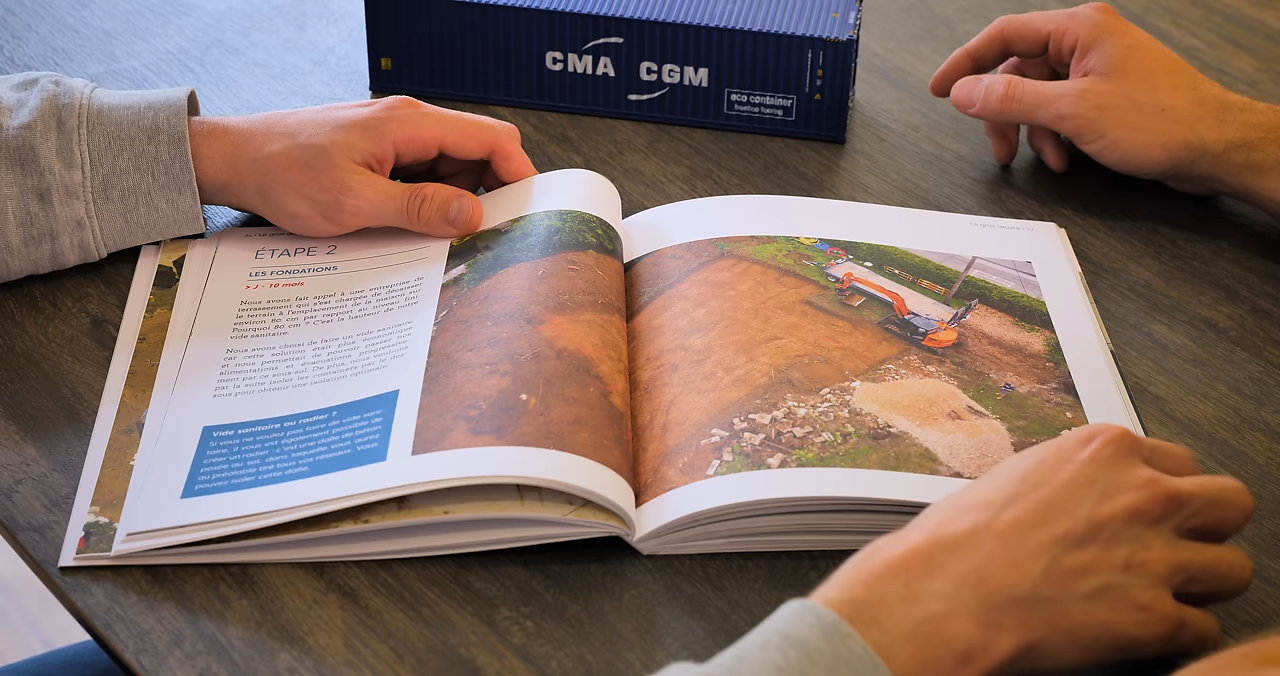 CMA CGM
eco container
bamboo flooring
Le gros œuvre
ÉTAPE 2
LES FONDATIONS
> J - 10 mois
Nous avons fait appel à une entreprise de
terrassement qui s'est chargée de décaisser
le terrain à l'emplacement de la maison sur
environ 80 cm par rapport au niveau fini.
Pourquoi 80 cm ? C'est la hauteur de notre
vide sanitaire.
Nous avons choisi de faire un vide sanitaire
car cette solution était plus économique
et nous permettait de pouvoir passer nos
alimentations et évacuations progressive-
ment par ce sous-sol. De plus, nous voulions
par la suite isoler les containers par le des-
sous pour obtenir une isolation optimale.
Vide sanitaire ou radier ?
Si vous ne voulez pas faire de vide sani-
taire, il vous est également possible de
créer un radier : c'est une dalle de béton
posée au sol, dans laquelle vous aurez
au préalable tiré tous vos réseaux. Vous
pouvez isoler cette dalle.